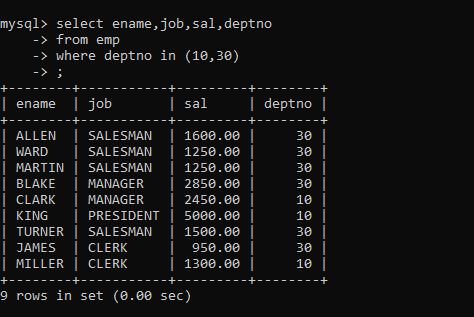 mysql> select ename,job,sal,deptno
    -> from emp
    -> where deptno in (10,30)
    -> ;
+--------+-----------+---------+--------+
| ename  | job       | sal     | deptno |
+--------+-----------+---------+--------+
| ALLEN  | SALESMAN  | 1600.00 |     30 |
| WARD   | SALESMAN  | 1250.00 |     30 |
| MARTIN | SALESMAN  | 1250.00 |     30 |
| BLAKE  | MANAGER   | 2850.00 |     30 |
| CLARK  | MANAGER   | 2450.00 |     10 |
| KING   | PRESIDENT | 5000.00 |     10 |
| TURNER | SALESMAN  | 1500.00 |     30 |
| JAMES  | CLERK     |  950.00 |     30 |
| MILLER | CLERK     | 1300.00 |     10 |
+--------+-----------+---------+--------+
9 rows in set (0.00 sec)